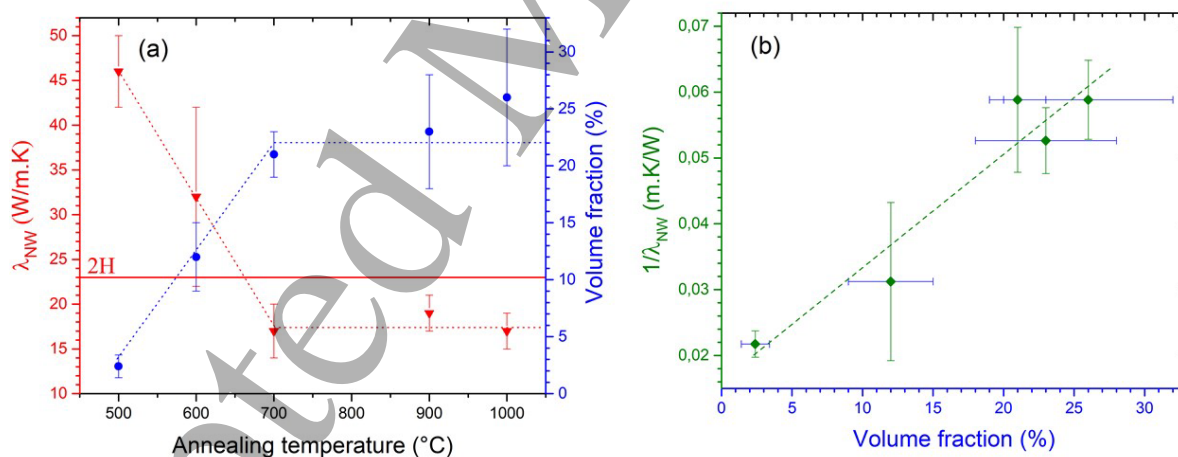 (a)
50
45
40
35
30
25
20
15
10
λNW (W/m.K)
2H
30
25
20
15
10
5
0
Volume fraction (%)
500 600 700 800 900 1000
Annealing temperature (°C)
(b)
0,07
0,06
0,05
0,04
0,03
0,02
1/λNW (m.K/W)
0 5 10 15 20 25 30
Volume fraction (%)